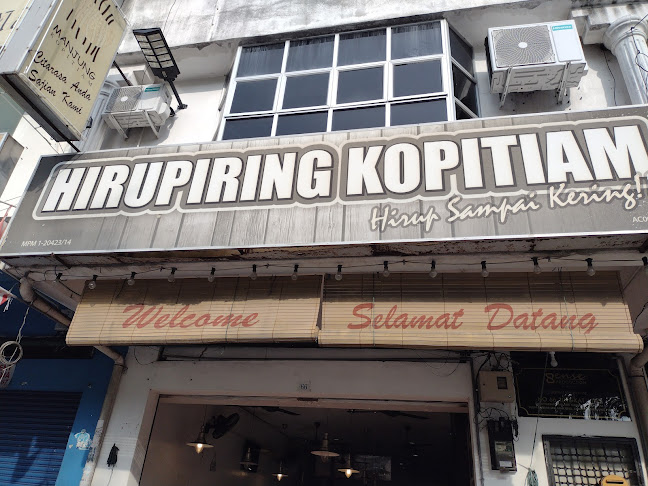 MANJUNG
Citarasa Anda
Sajian Kami
HIRUPIRING KOPITIAM
Hirup Sampai Kering!
MPM 1-20423/14
Welcome
Selamat Datang